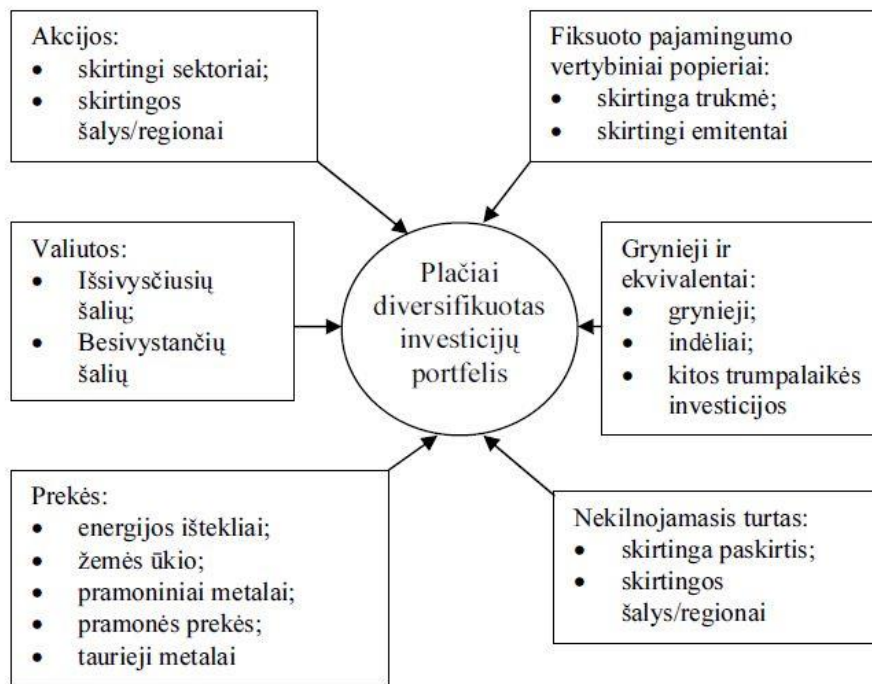 Akcijos:
• skirtingi sektoriai;
• skirtingos
šalys/regionai
Fiksuoto pajamingumo
vertybiniai popieriai:
• skirtinga trukmė;
• skirtingi emitentai
Valiutos:
• Išsivysčiusių
šalių;
• Besivystančių
šalių
Plačiai
diversifikuotas
investicijų
portfelis
Grynieji ir
ekvivalentai:
• grynieji;
• indėliai;
• kitos trumpalaikės
investicijos
Prekės:
• energijos ištekliai;
• žemės ūkio;
• pramoniniai metalai;
• pramonės prekės;
• taurieji metalai
Nekilnojamasis turtas:
• skirtinga paskirtis;
• skirtingos
šalys/regionai